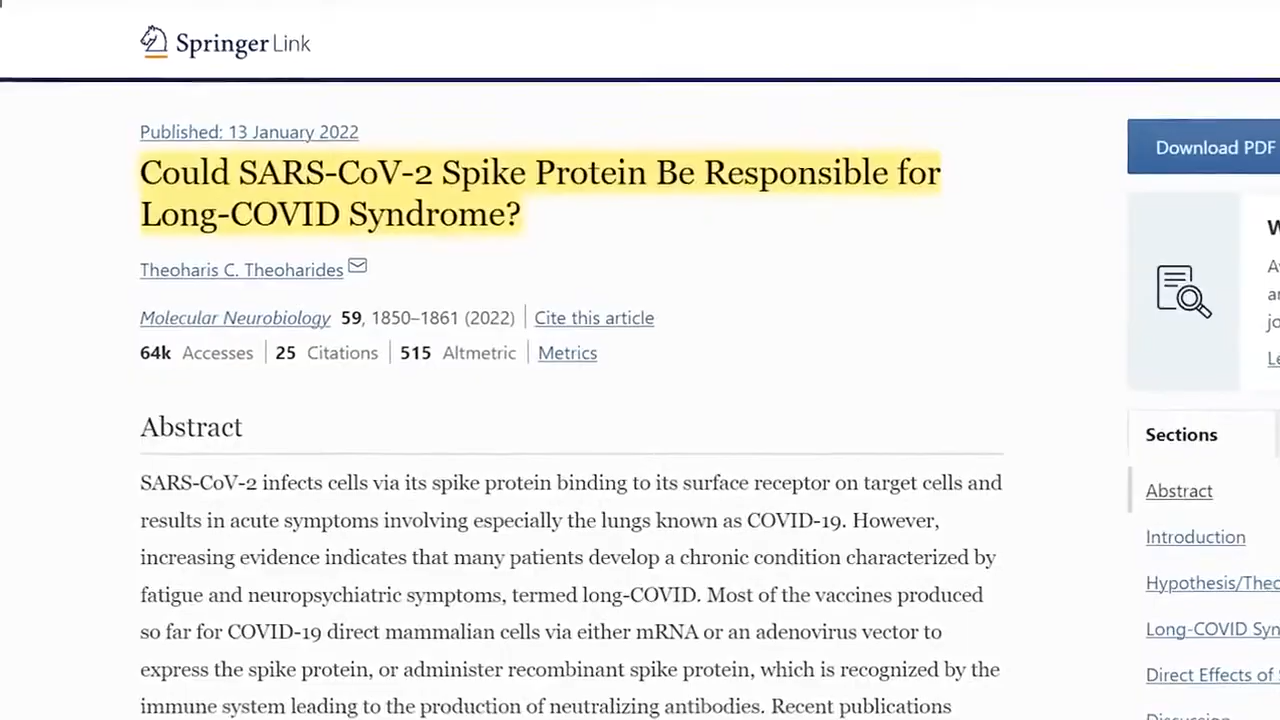 Springer Link
Published: 13 January 2022
Could SARS-CoV-2 Spike Protein Be Responsible for
Long-COVID Syndrome?
Theoharis C. Theoharides
Molecular Neurobiology 59, 1850–1861 (2022) Cite this article
64k Accesses 25 Citations 515 Altmetric Metrics
Abstract
SARS-CoV-2 infects cells via its spike protein binding to its surface receptor on target cells and
results in acute symptoms involving especially the lungs known as COVID-19. However,
increasing evidence indicates that many patients develop a chronic condition characterized by
fatigue and neuropsychiatric symptoms, termed long-COVID. Most of the vaccines produced
so far for COVID-19 direct mammalian cells via either mRNA or an adenovirus vector to
express the spike protein, or administer recombinant spike protein, which is recognized by the
immune system leading to the production of neutralizing antibodies. Recent publications
Download PDF
Sections
Abstract
Introduction
Hypothesis/Theo
Long-COVID Syn
Direct Effects of